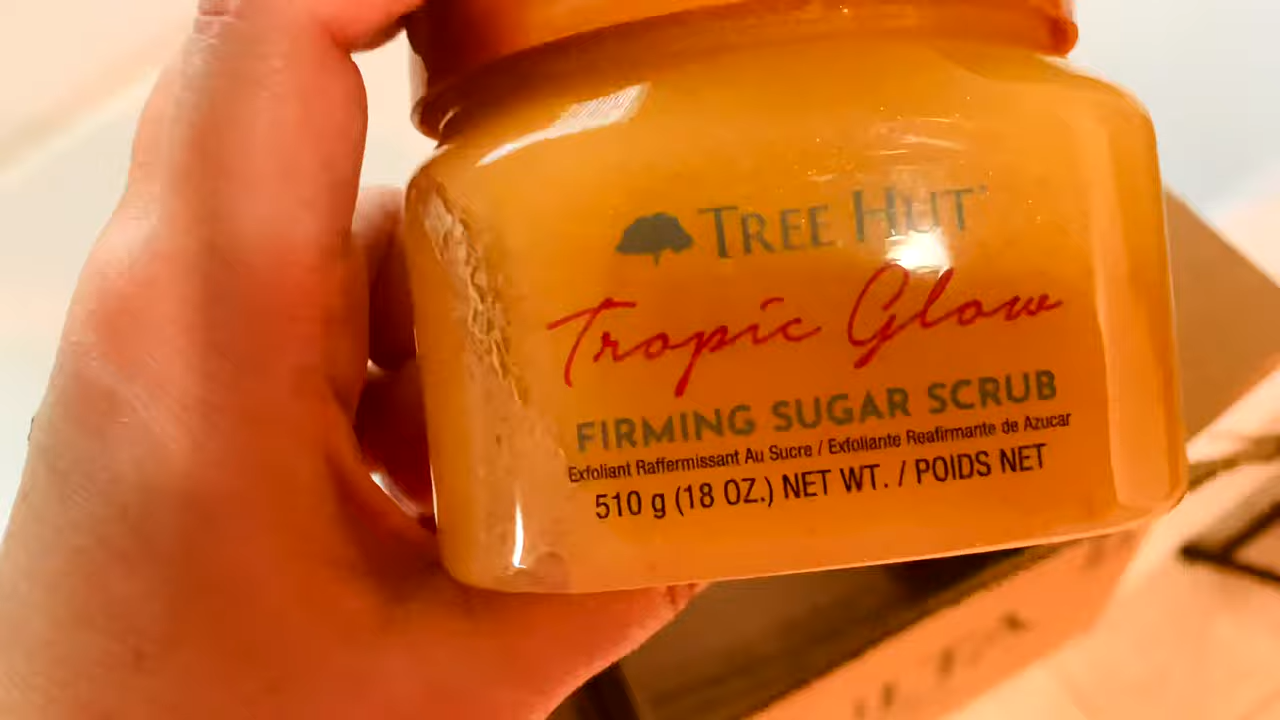 TREE HUT
Tropic Glow
FIRMING SUGAR SCRUB
Exfoliant Raffermissant Au Sucre / Exfoliante Reafirmante de Azucar
510 g (18 OZ.) NET WT. / POIDS NET